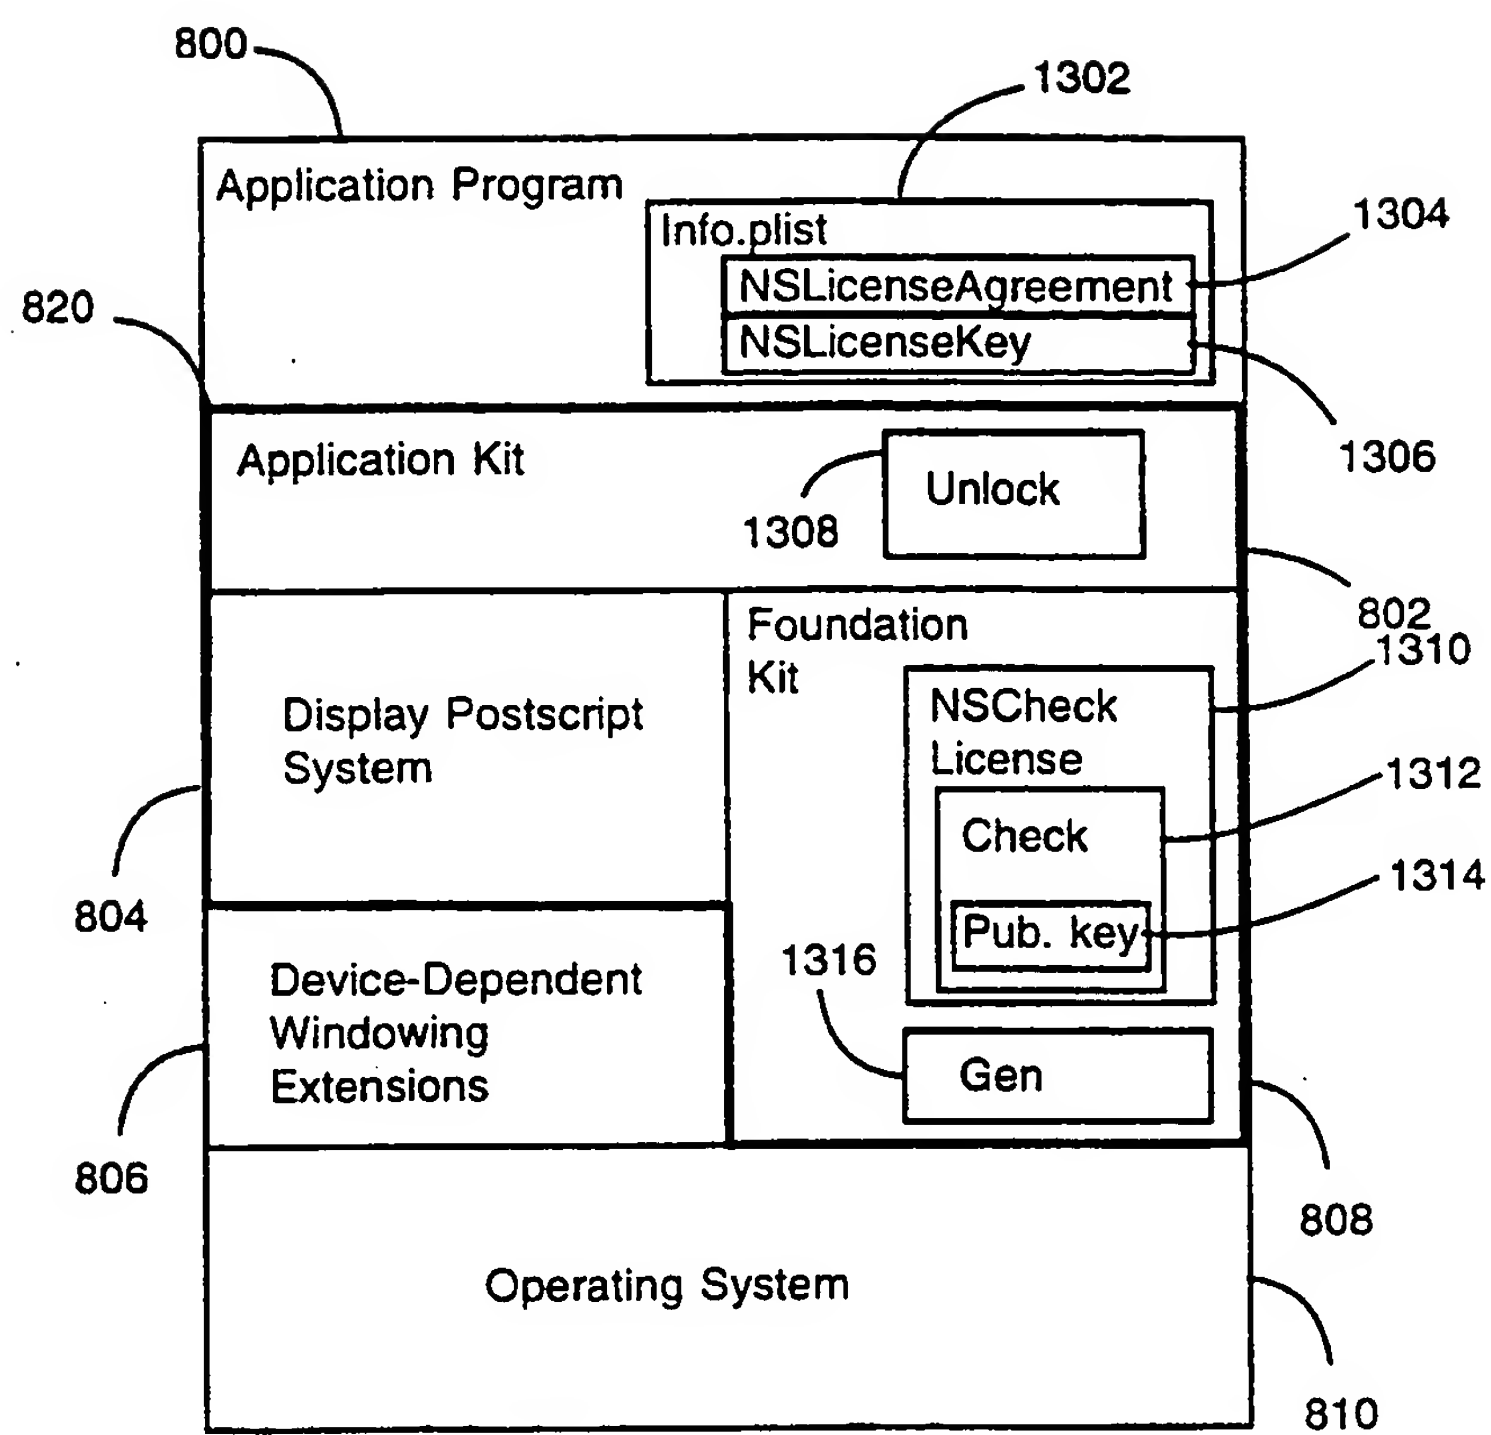 800
1302
Application Program
1304
Info.plist
NSLicenseAgreement
820
NSLicenseKey
1306
Application Kit
Unlock
1308
802
Foundation
Kit
1310
NSCheck
License
Display Postscript
System
1312
Check
1314
804
Pub. key
1316
Device-Dependent
Windowing
Extensions
Gen
806
808
Operating System
810